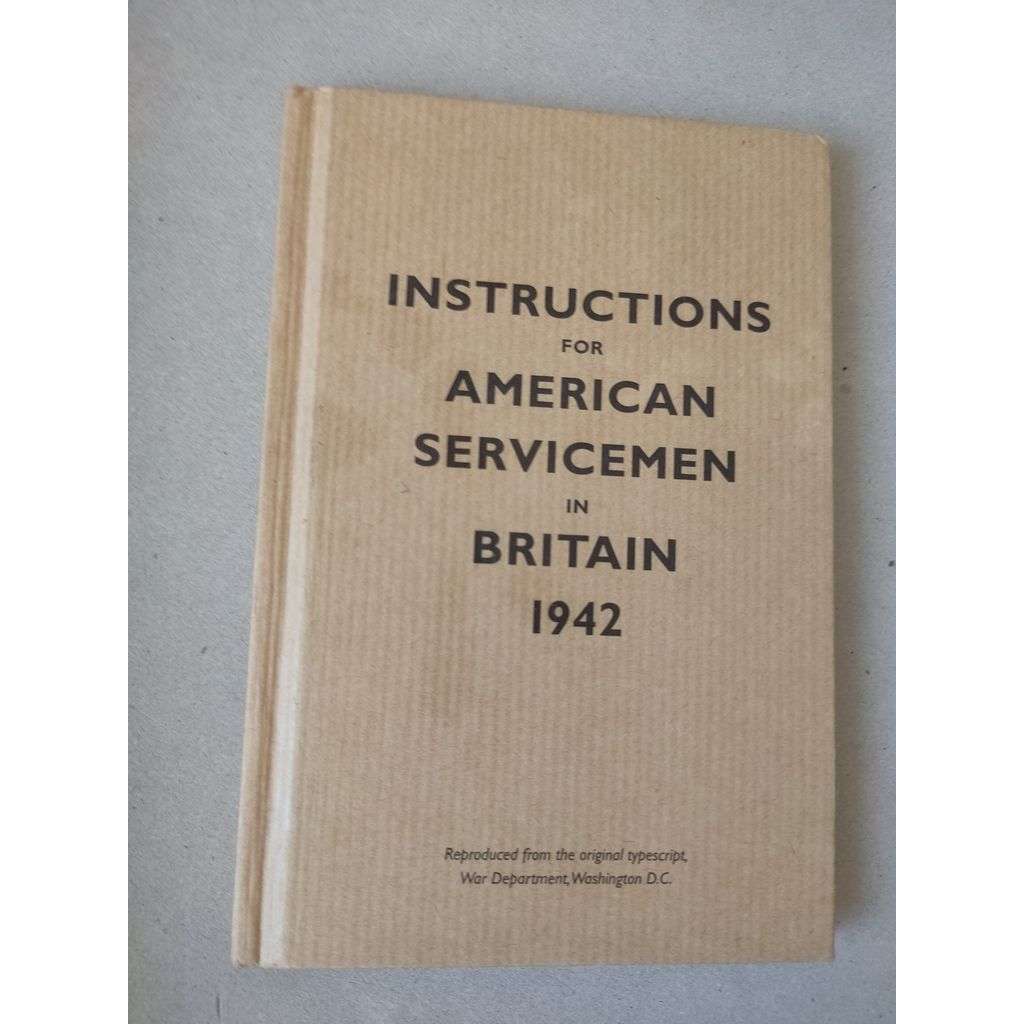 INSTRUCTIONS
FOR
AMERICAN
SERVICEMEN
IN
BRITAIN
1942
Reproduced from the original typescript,
War Department, Washington D.C.